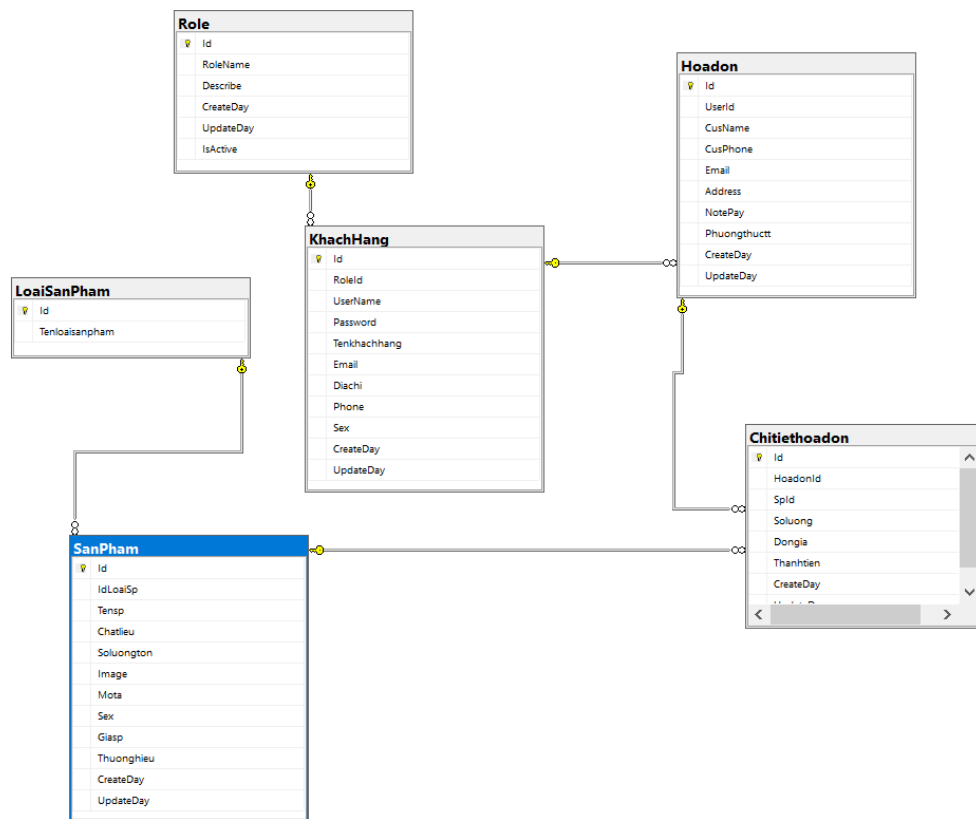 Role
Id
RoleName
Describe
CreateDay
UpdateDay
IsActive
Hoadon
Id
UserId
CusName
CusPhone
Email
Address
NotePay
Phuongthuctt
CreateDay
UpdateDay
KhachHang
Id
RoleId
UserName
Password
Tenkhachhang
Email
Diachi
Phone
Sex
CreateDay
UpdateDay
LoaiSanPham
Id
Tenloaisanpham
Chitiethoadon
Id
HoadonId
SpId
Soluong
Dongia
Thanhtien
CreateDay
SanPham
Id
IdLoaiSp
Tensp
Chatlieu
Soluongton
Image
Mota
Sex
Giasp
Thuonghieu
CreateDay
UpdateDay